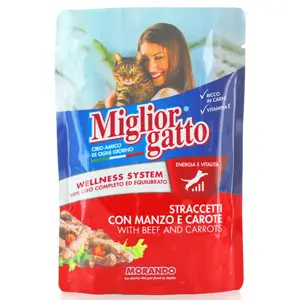 Miglior
gatto
RICCO
IN CARNE
VITAMINA E
CIBO AMICO
DI OGNI GIORNO
ENERGIA E VITALITÀ
WELLNESS SYSTEM
CIBO COMPLETO ED EQUILIBRATO
STRACCETTI
CON MANZO E CAROTE
WITH BEEF AND CARROTS
MORANDO